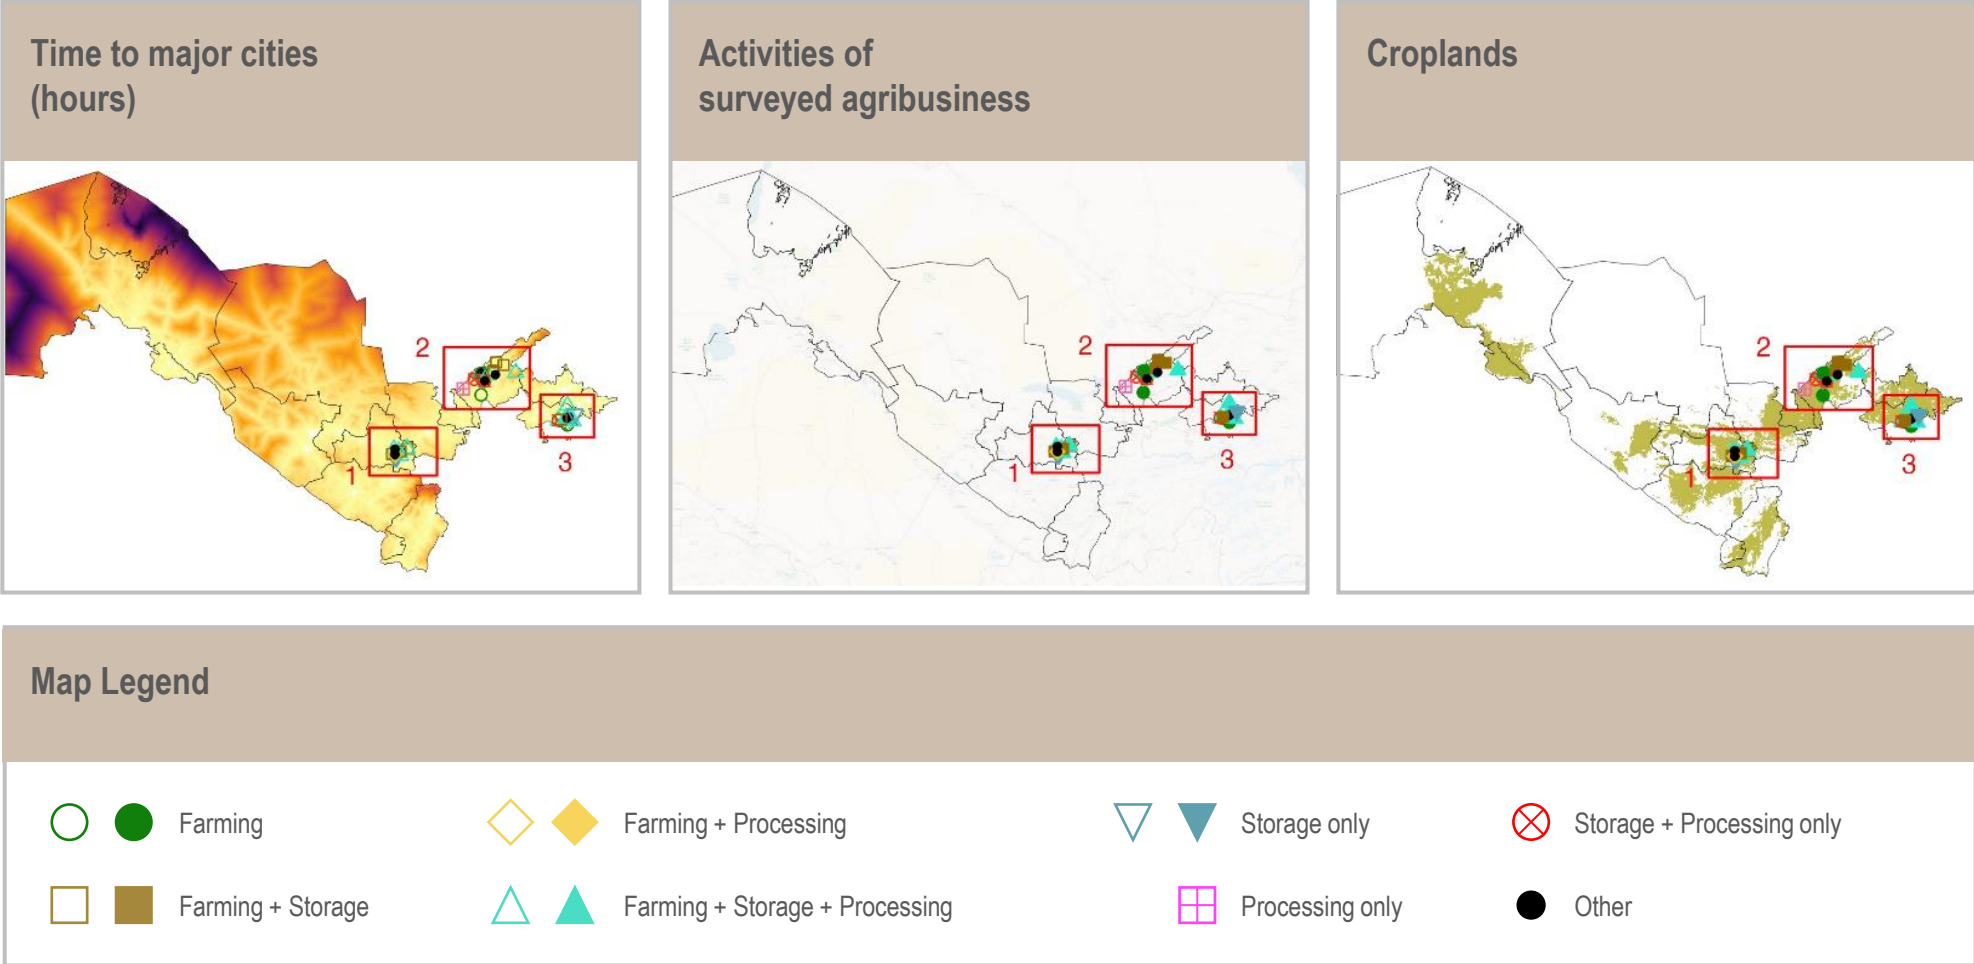 Time to major cities
(hours)
Activities of
surveyed agribusiness
Croplands
2
1
3
2
1
3
2
1
3
Map Legend
Farming
Farming + Processing
Storage only
Storage + Processing only
Farming + Storage
Farming + Storage + Processing
Processing only
Other